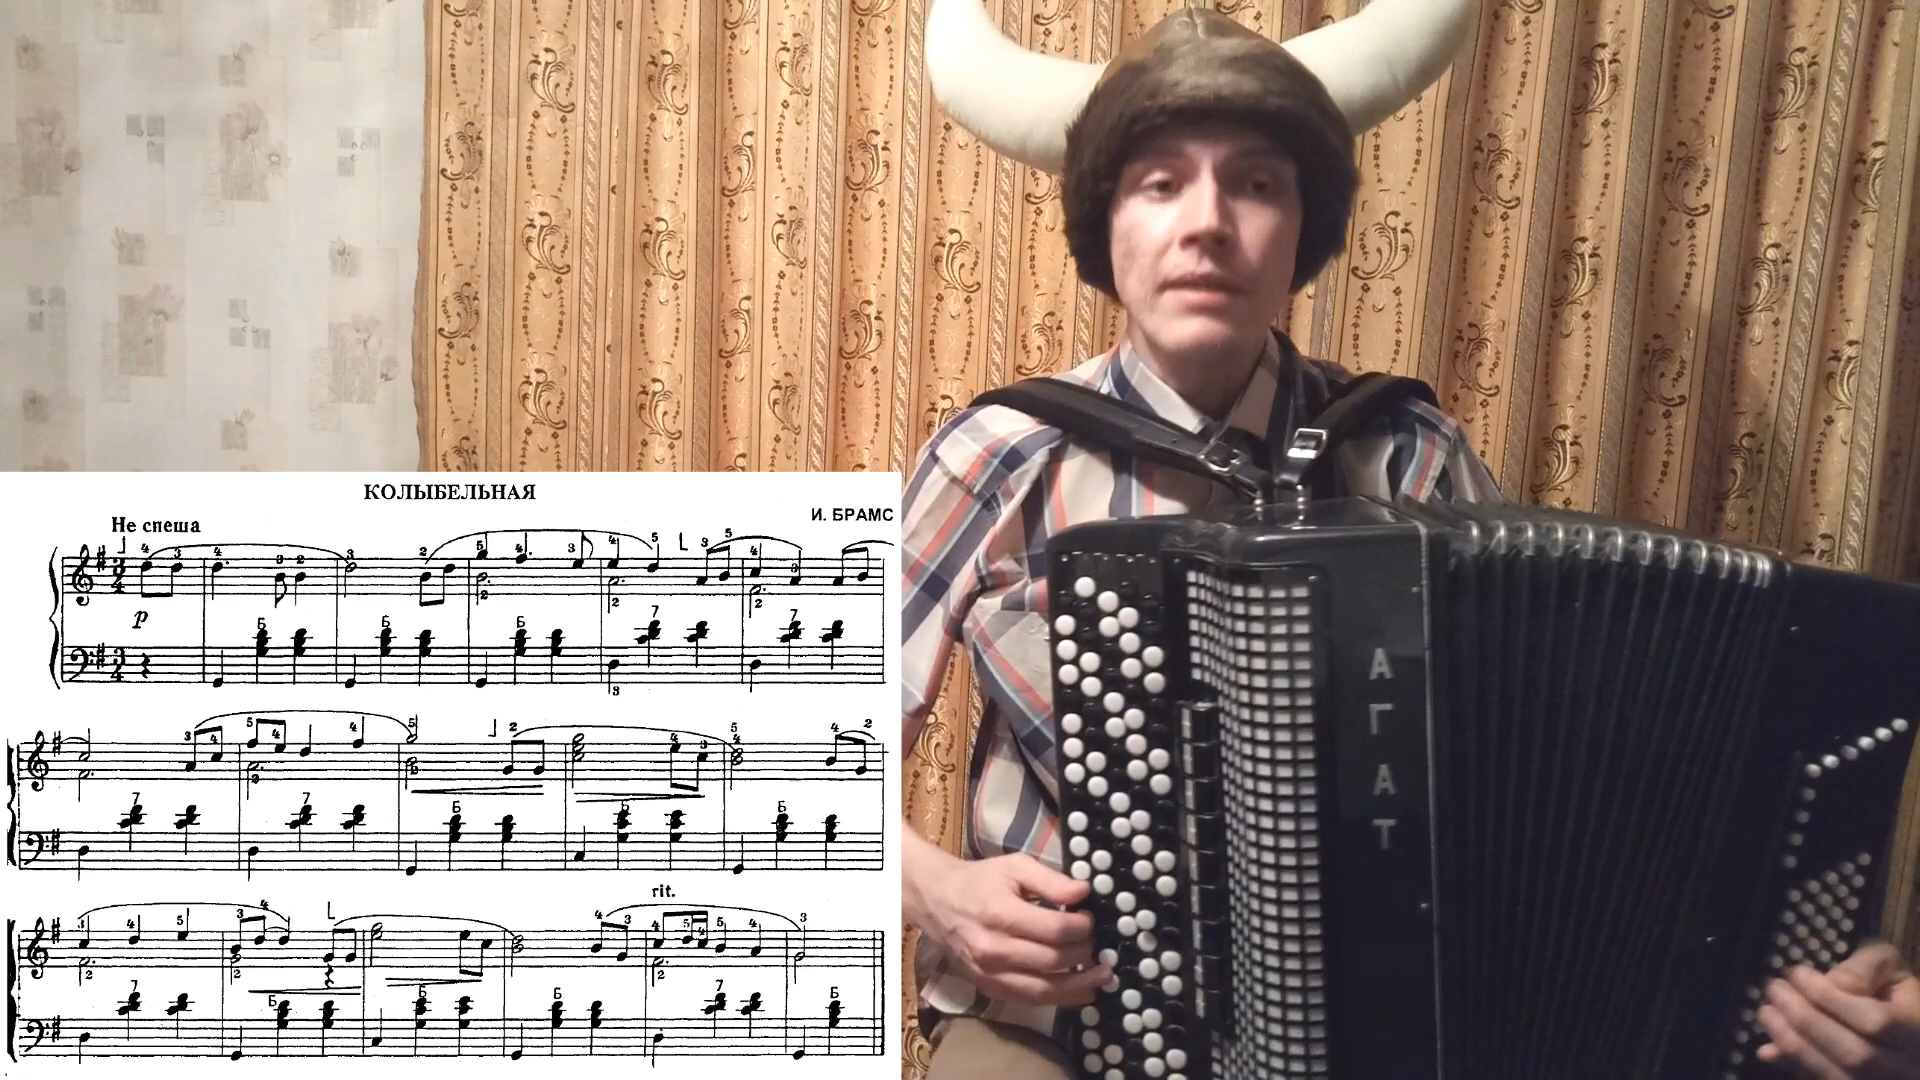 КОЛЫБЕЛЬНАЯ
И. БРАМС
Не спеша
p
rit.
АГАТ